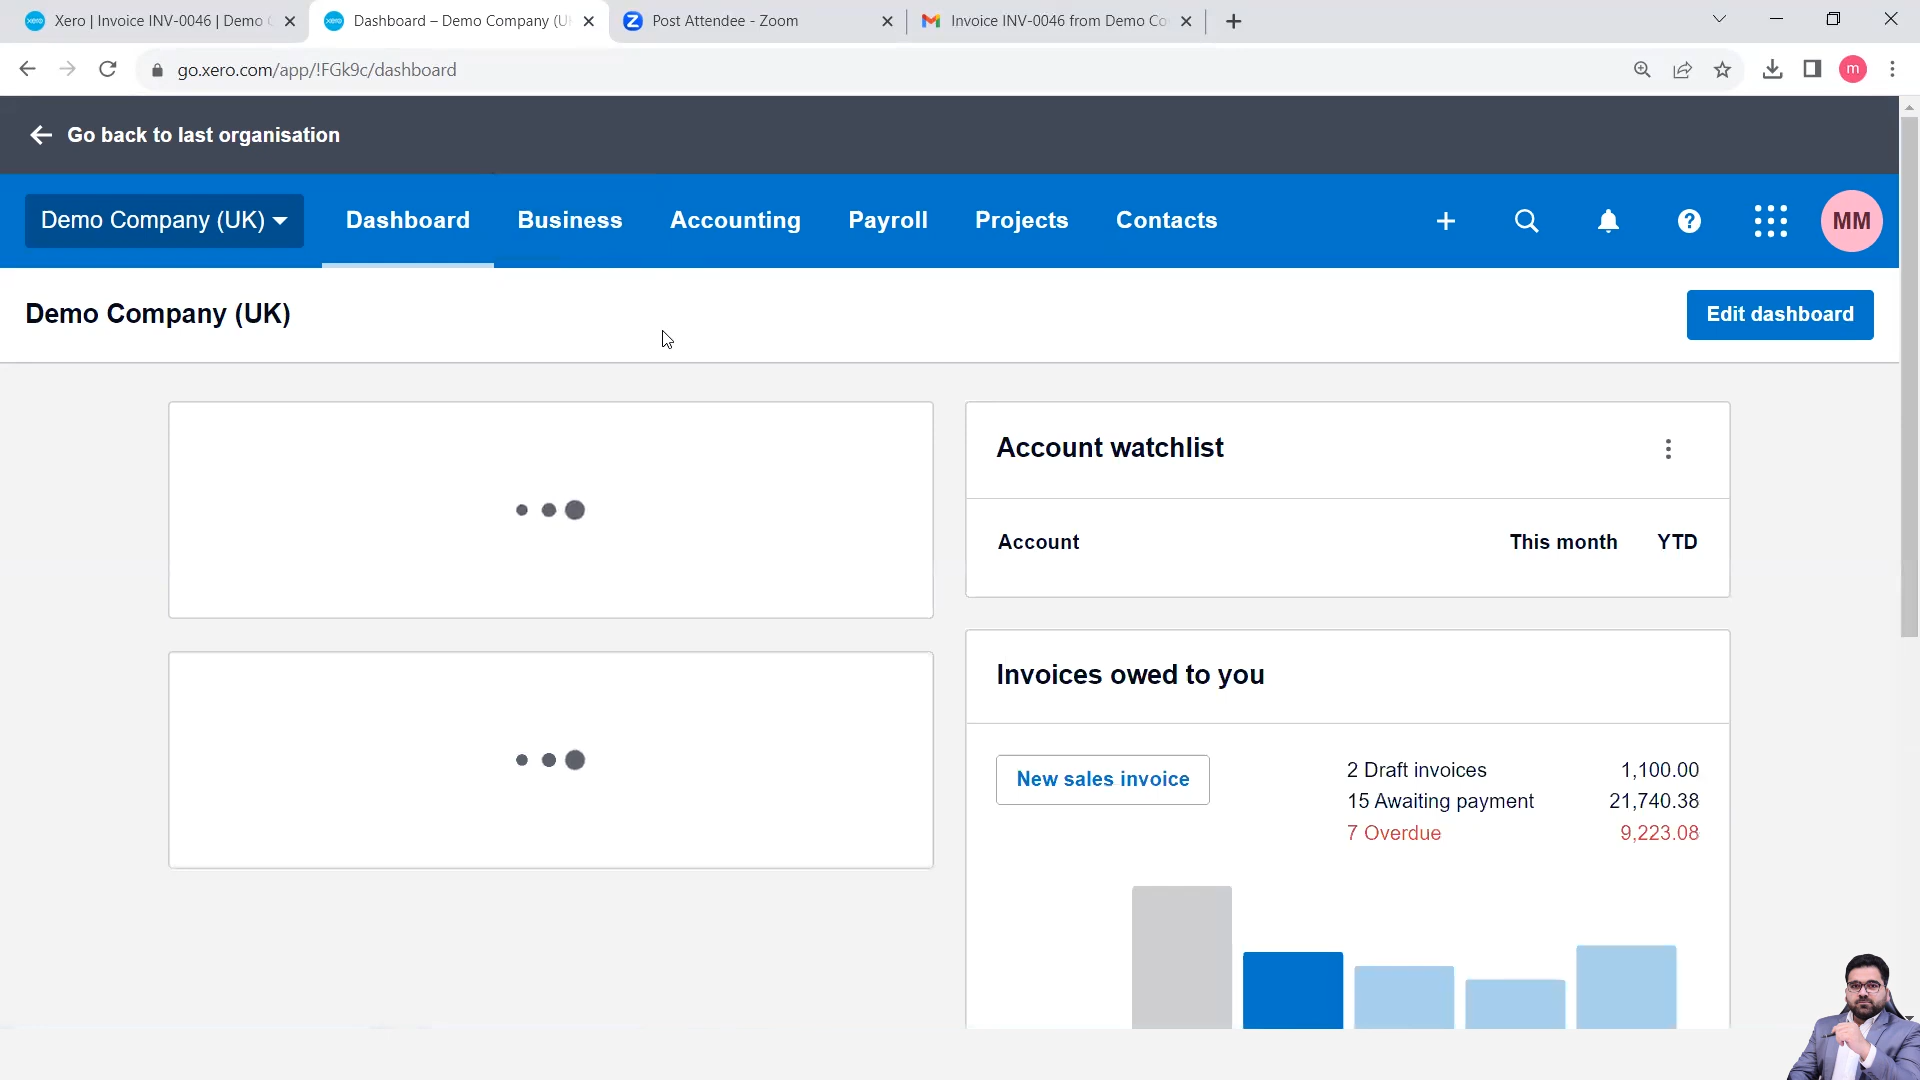 Xero | Invoice INV-0046 | Demo
Dashboard – Demo Company (U
Post Attendee - Zoom
Invoice INV-0046 from Demo Co
go.xero.com/app/!FGk9c/dashboard
m
Go back to last organisation
Demo Company (UK)
Dashboard
Business
Accounting
Payroll
Projects
Contacts
MM
Demo Company (UK)
Edit dashboard
Account watchlist
Account This month YTD
Invoices owed to you
New sales invoice
2 Draft invoices 1,100.00
15 Awaiting payment 21,740.38
7 Overdue 9,223.08